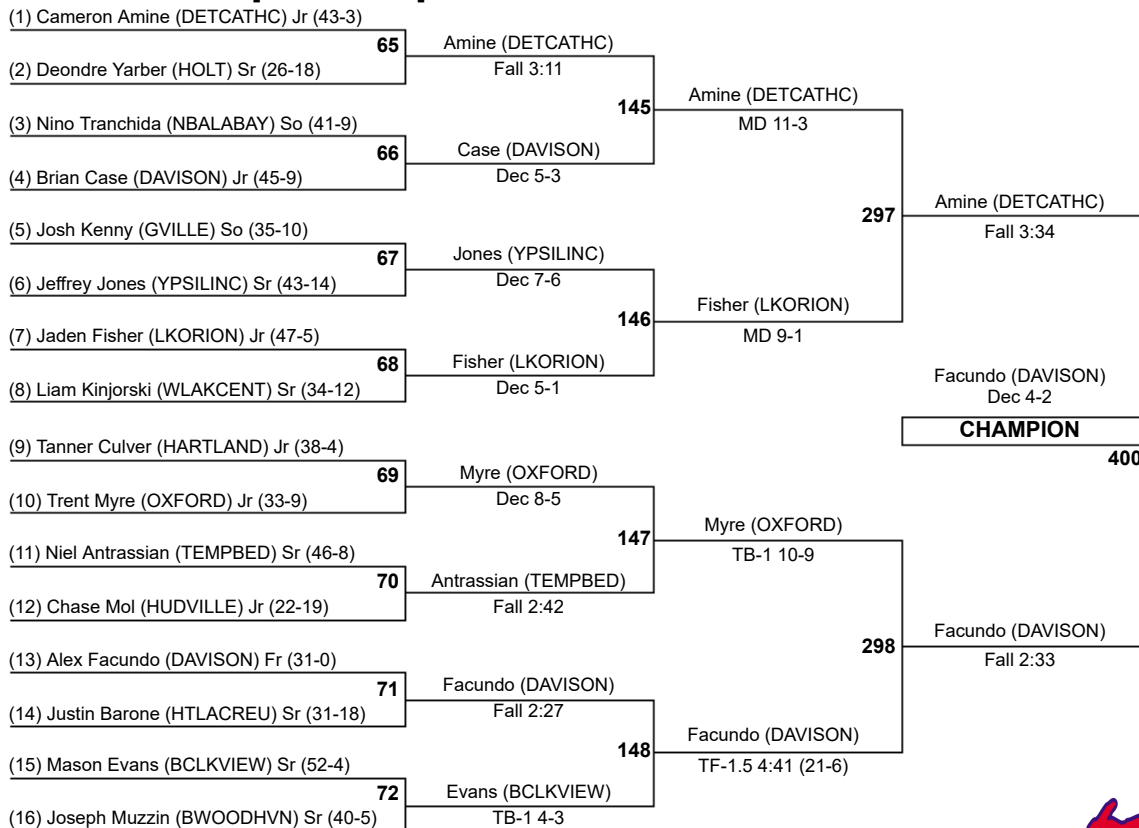 (1) Cameron Amine (DETCATHC) Jr (43-3)
65
(2) Deondre Yarber (HOLT) Sr (26-18)
Amine (DETCATHC)
Fall 3:11
145
(3) Nino Tranchida (NBALABAY) So (41-9)
66
(4) Brian Case (DAVISON) Jr (45-9)
Case (DAVISON)
Dec 5-3
Amine (DETCATHC)
MD 11-3
297
(5) Josh Kenny (GVILLE) So (35-10)
67
(6) Jeffrey Jones (YPSILINC) Sr (43-14)
Jones (YPSILINC)
Dec 7-6
146
(7) Jaden Fisher (LKORION) Jr (47-5)
68
(8) Liam Kinjorski (WLAKCENT) Sr (34-12)
Fisher (LKORION)
Dec 5-1
Fisher (LKORION)
MD 9-1
Amine (DETCATHC)
Fall 3:34
Facundo (DAVISON)
Dec 4-2
CHAMPION
400
(9) Tanner Culver (HARTLAND) Jr (38-4)
69
(10) Trent Myre (OXFORD) Jr (33-9)
Myre (OXFORD)
Dec 8-5
147
(11) Niel Antrassian (TEMPBED) Sr (46-8)
70
(12) Chase Mol (HUDVILLE) Jr (22-19)
Antrassian (TEMPBED)
Fall 2:42
Myre (OXFORD)
TB-1 10-9
298
(13) Alex Facundo (DAVISON) Fr (31-0)
71
(14) Justin Barone (HTLACREU) Sr (31-18)
Facundo (DAVISON)
Fall 2:27
148
(15) Mason Evans (BCLKVIEW) Sr (52-4)
72
(16) Joseph Muzzin (BWOODHVN) Sr (40-5)
Evans (BCLKVIEW)
TB-1 4-3
Facundo (DAVISON)
TF-1.5 4:41 (21-6)
Facundo (DAVISON)
Fall 2:33